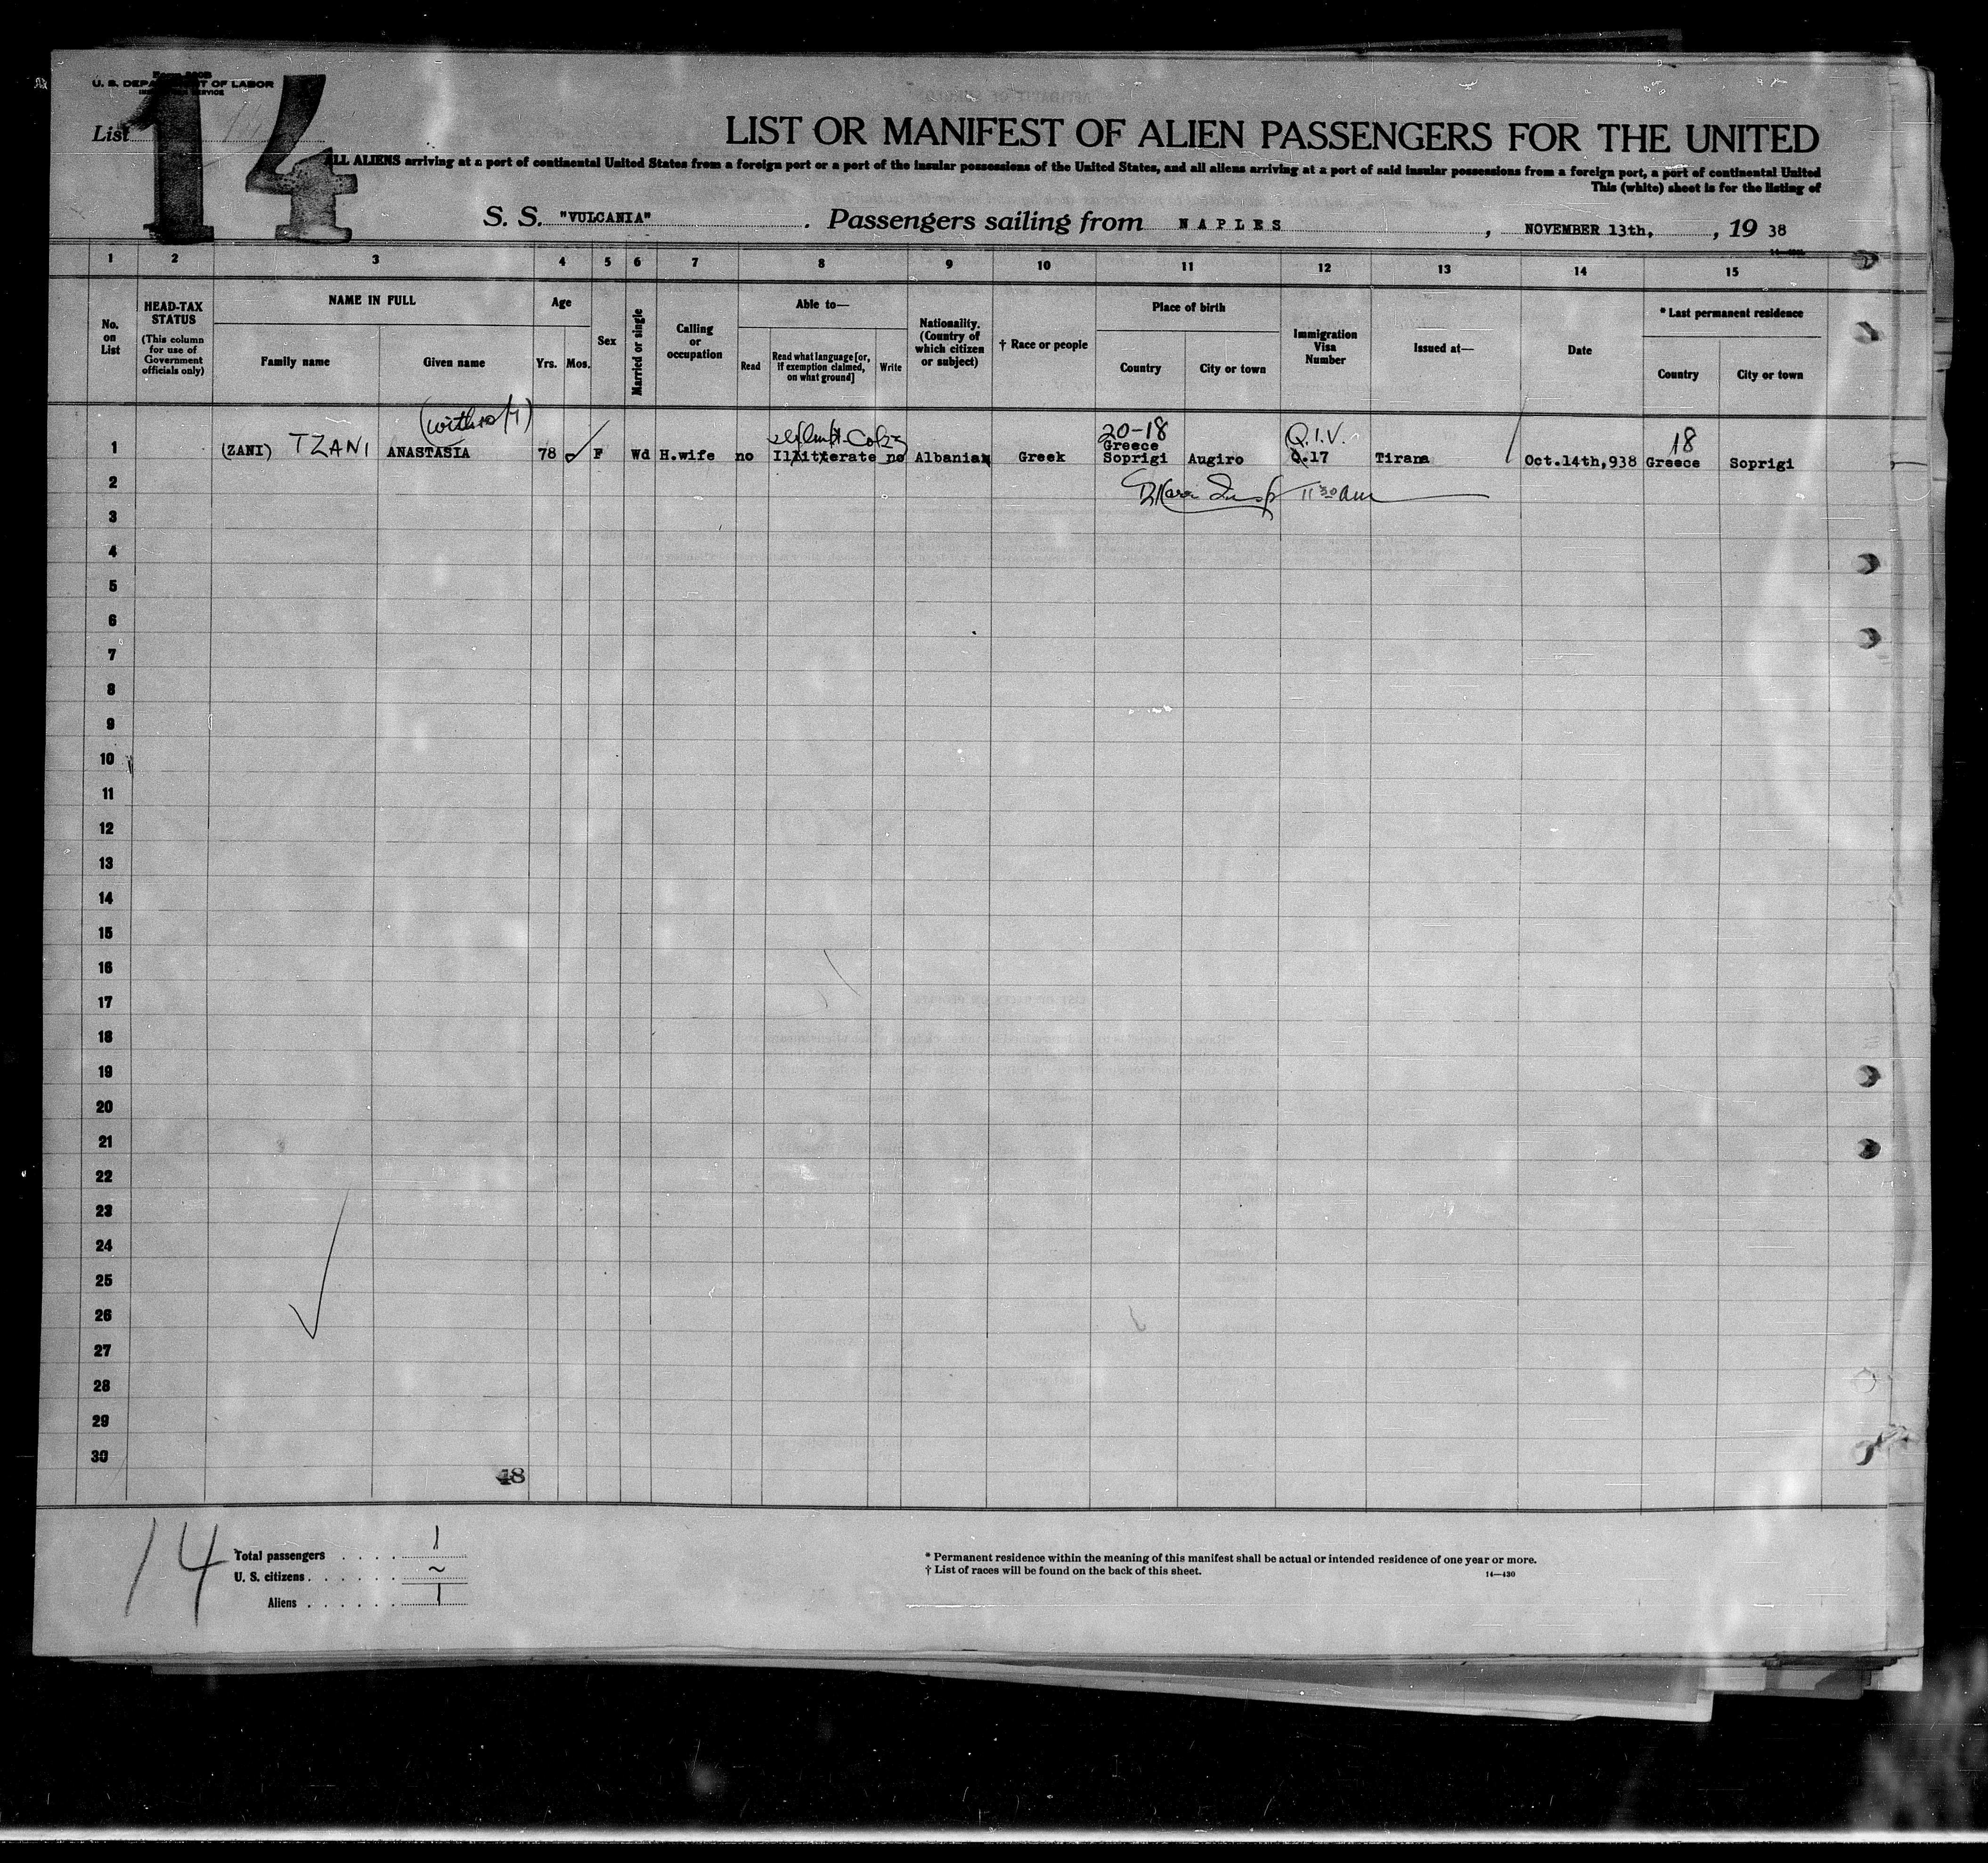 U. S. DEPARTMENT OF LABOR
List 14
14
LIST OR MANIFEST OF ALIEN PASSENGERS FOR THE UNITED
ALL ALIENS arriving at a port of continental United States from a foreign port or a port of the insular possessions of the United States, and all aliens arriving at a port of said insular possessions from a foreign port, a port of continental United
This (white) sheet is for the listing of
S. S. "VULCANIA" . Passengers sailing from NAPLES , NOVEMBER 13th, , 19 38
1 2 3 4 5 6 7 8 9 10 11 12 13 14 15
No. on List
HEAD-TAX STATUS
(This column for use of Government officials only)
NAME IN FULL
Family name
Given name
Age
Yrs.
Mos.
Sex
Married or single
Calling or occupation
Able to—
Read
Read what language [or, if exemption claimed, on what ground]
Write
Nationality. (Country of which citizen or subject)
† Race or people
Place of birth
Country
City or town
Immigration Visa Number
Issued at—
Date
* Last permanent residence
Country
City or town
20-18 Q.I.V. 18
Greece
1 (ZANI) TZANI ANASTASIA 78 F Wd H.wife no Illiterate no Albania Greek Soprigi Augiro Q.17 Tirana Oct.14th,938 Greece Soprigi
2 11 30 am
3
4
5
6
7
8
9
10
11
12
13
14
15
16
17
18
19
20
21
22
23
24
25
26
27
28
29
30
48
14
Total passengers . . . . 1
U. S. citizens . . . . . . ~
Aliens . . . . . . 1
* Permanent residence within the meaning of this manifest shall be actual or intended residence of one year or more.
† List of races will be found on the back of this sheet.
14—430